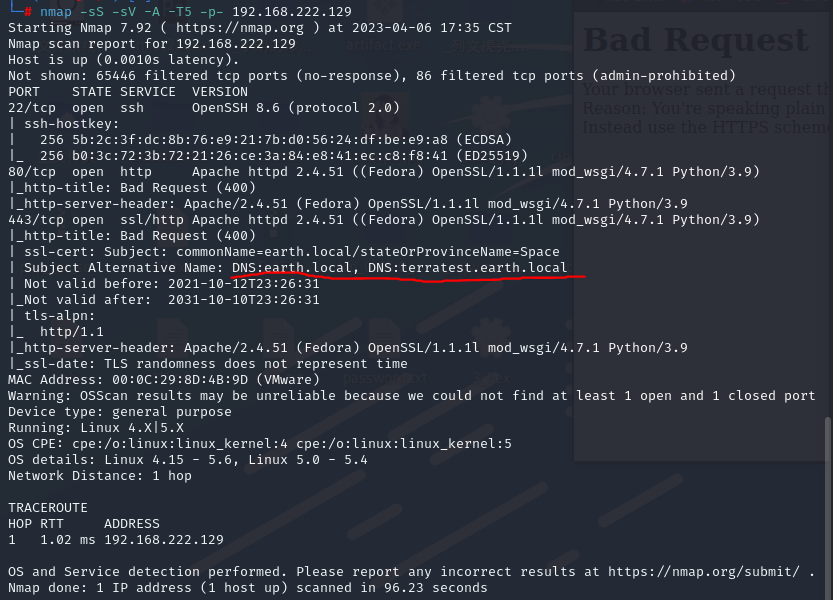 └─# nmap -sS -sV -A -T5 -p- 192.168.222.129
Starting Nmap 7.92 ( https://nmap.org ) at 2023-04-06 17:35 CST
Nmap scan report for 192.168.222.129
Host is up (0.0010s latency).
Not shown: 65446 filtered tcp ports (no-response), 86 filtered tcp ports (admin-prohibited)
PORT    STATE SERVICE  VERSION
22/tcp  open  ssh      OpenSSH 8.6 (protocol 2.0)
| ssh-hostkey:
|   256 5b:2c:3f:dc:8b:76:e9:21:7b:d0:56:24:df:be:e9:a8 (ECDSA)
|_  256 b0:3c:72:3b:72:21:26:ce:3a:84:e8:41:ec:c8:f8:41 (ED25519)
80/tcp  open  http     Apache httpd 2.4.51 ((Fedora) OpenSSL/1.1.1l mod_wsgi/4.7.1 Python/3.9)
|_http-title: Bad Request (400)
|_http-server-header: Apache/2.4.51 (Fedora) OpenSSL/1.1.1l mod_wsgi/4.7.1 Python/3.9
443/tcp open  ssl/http Apache httpd 2.4.51 ((Fedora) OpenSSL/1.1.1l mod_wsgi/4.7.1 Python/3.9)
|_http-title: Bad Request (400)
| ssl-cert: Subject: commonName=earth.local/stateOrProvinceName=Space
| Subject Alternative Name: DNS:earth.local, DNS:terratest.earth.local
| Not valid before: 2021-10-12T23:26:31
|_Not valid after:  2031-10-10T23:26:31
| tls-alpn:
|_  http/1.1
|_http-server-header: Apache/2.4.51 (Fedora) OpenSSL/1.1.1l mod_wsgi/4.7.1 Python/3.9
|_ssl-date: TLS randomness does not represent time
MAC Address: 00:0C:29:8D:4B:9D (VMware)
Warning: OSScan results may be unreliable because we could not find at least 1 open and 1 closed port
Device type: general purpose
Running: Linux 4.X|5.X
OS CPE: cpe:/o:linux:linux_kernel:4 cpe:/o:linux:linux_kernel:5
OS details: Linux 4.15 - 5.6, Linux 5.0 - 5.4
Network Distance: 1 hop
TRACEROUTE
HOP RTT     ADDRESS
1   1.02 ms 192.168.222.129
OS and Service detection performed. Please report any incorrect results at https://nmap.org/submit/ .
Nmap done: 1 IP address (1 host up) scanned in 96.23 seconds
Bad Request
Your browser sent a request
Reason: You're speaking plain
Instead use the HTTPS schem